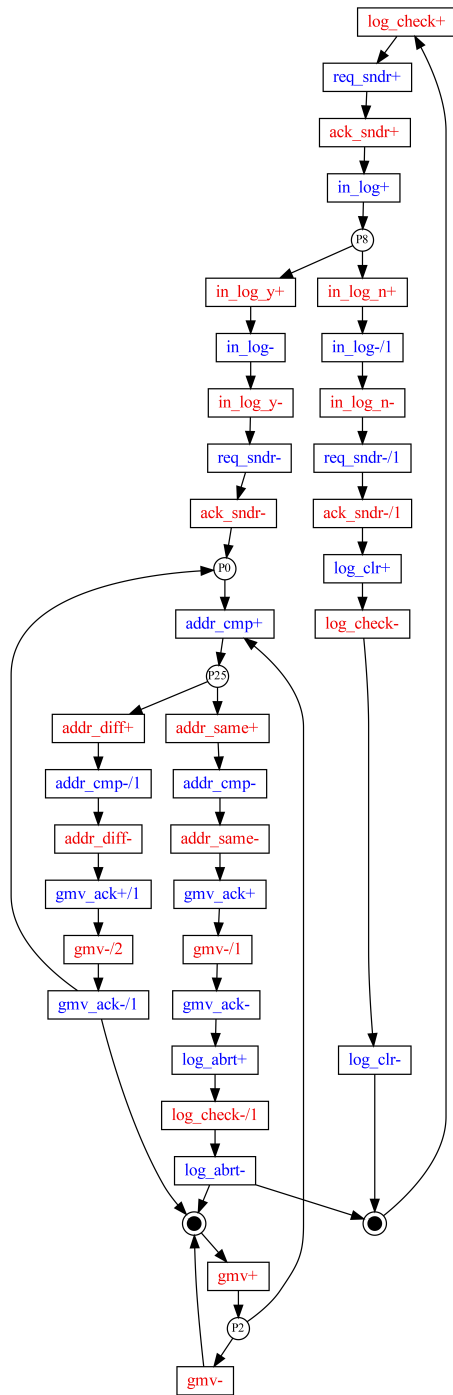 log_check+
req_sndr+
ack_sndr+
in_log+
P8
in_log_y+
in_log_n+
in_log-
in_log-/1
in_log_y-
in_log_n-
req_sndr-
req_sndr-/1
ack_sndr-
ack_sndr-/1
P0
log_clr+
addr_cmp+
log_check-
P25
addr_diff+
addr_same+
addr_cmp-/1
addr_cmp-
addr_diff-
addr_same-
gmv_ack+/1
gmv_ack+
gmv-/2
gmv-/1
gmv_ack-/1
gmv_ack-
log_abrt+
log_clr-
log_check-/1
log_abrt-
gmv+
P2
gmv-